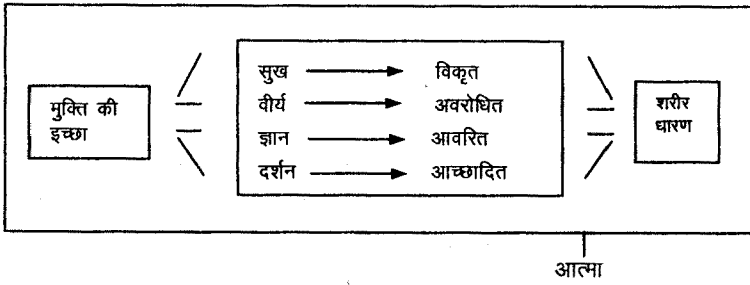 मुक्ति की
इच्छा
सुख विकृत
वीर्य अवरोधित
ज्ञान आवरित
दर्शन आच्छादित
शरीर
धारण
आत्मा